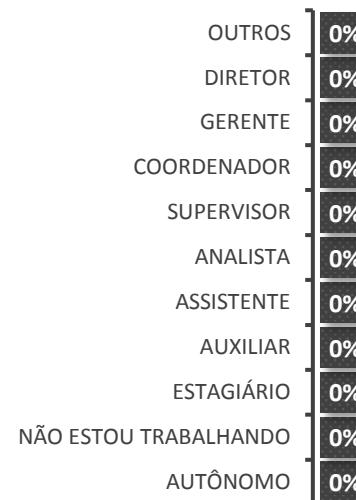 OUTROS 0%
DIRETOR 0%
GERENTE 0%
COORDENADOR 0%
SUPERVISOR 0%
ANALISTA 0%
ASSISTENTE 0%
AUXILIAR 0%
ESTAGIÁRIO 0%
NÃO ESTOU TRABALHANDO 0%
AUTÔNOMO 0%